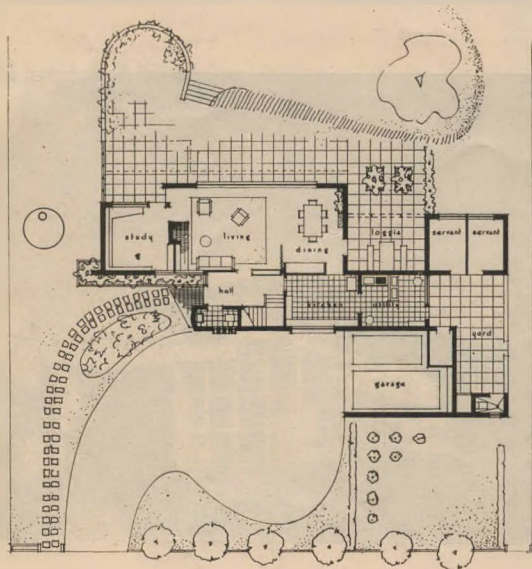 study
living
dining
loggia
servant
servant
hall
kitchen
utility
yard
garage